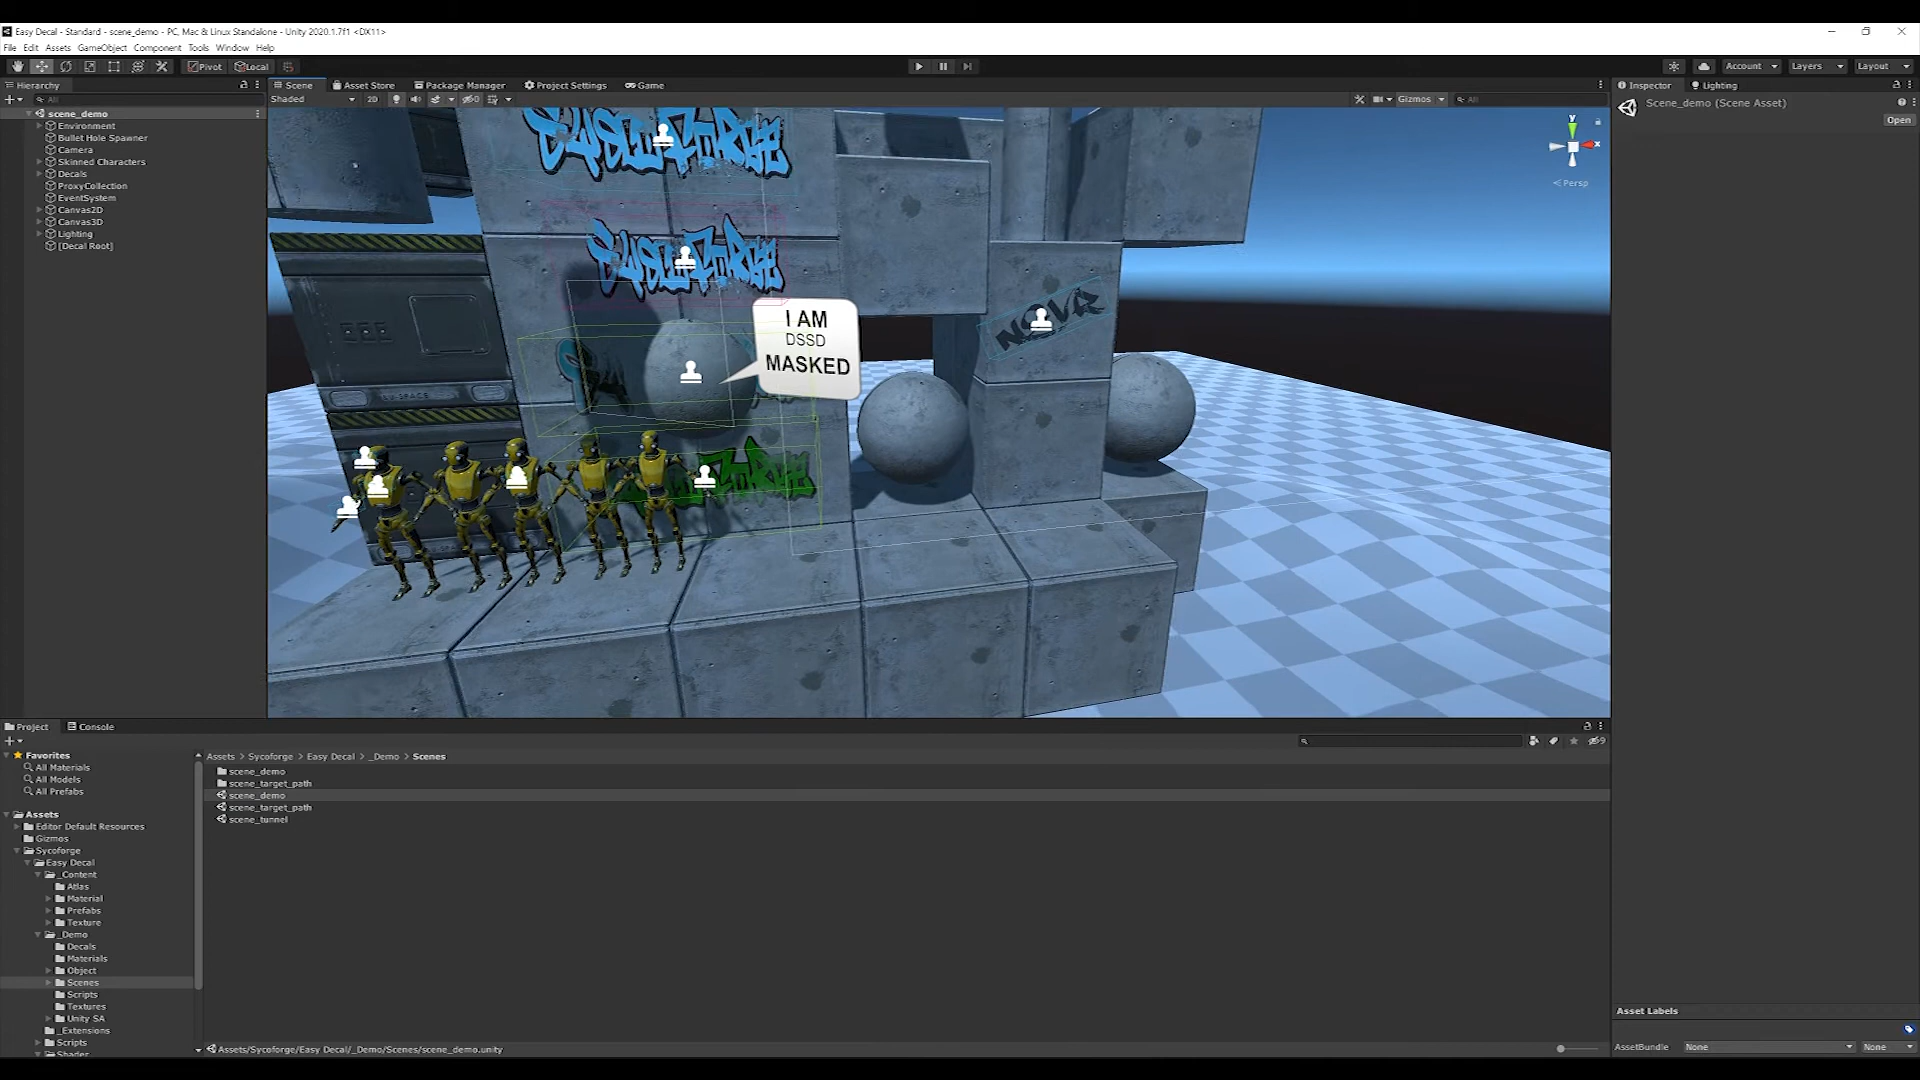 Easy Decal - Standard - scene_demo - PC, Mac & Linux Standalone - Unity 2020.1.7f1 <DX11>
File Edit Assets GameObject Component Tools Window Help
Pivot Local Account Layers Layout
Hierarchy
All
scene_demo
Environment
Bullet Hole Spawner
Camera
Skinned Characters
Decals
ProxyCollection
EventSystem
Canvas2D
Canvas3D
Lighting
[Decal Root]
Scene Asset Store Package Manager Project Settings Game
Shaded 2D Gizmos All
y
x
Persp
I AM
DSSD
MASKED
Inspector Lighting
Scene_demo (Scene Asset)
Open
Project Console
Favorites
All Materials
All Models
All Prefabs
Assets
Editor Default Resources
Gizmos
Sycoforge
Easy Decal
_Content
Atlas
Material
Prefabs
Texture
_Demo
Decals
Materials
Object
Scenes
Scripts
Textures
Unity SA
_Extensions
Scripts
Shader
Assets > Sycoforge > Easy Decal > _Demo > Scenes
scene_demo
scene_target_path
scene_demo
scene_target_path
scene_tunnel
Assets/Sycoforge/Easy Decal/_Demo/Scenes/scene_demo.unity
9
Asset Labels
AssetBundle None None